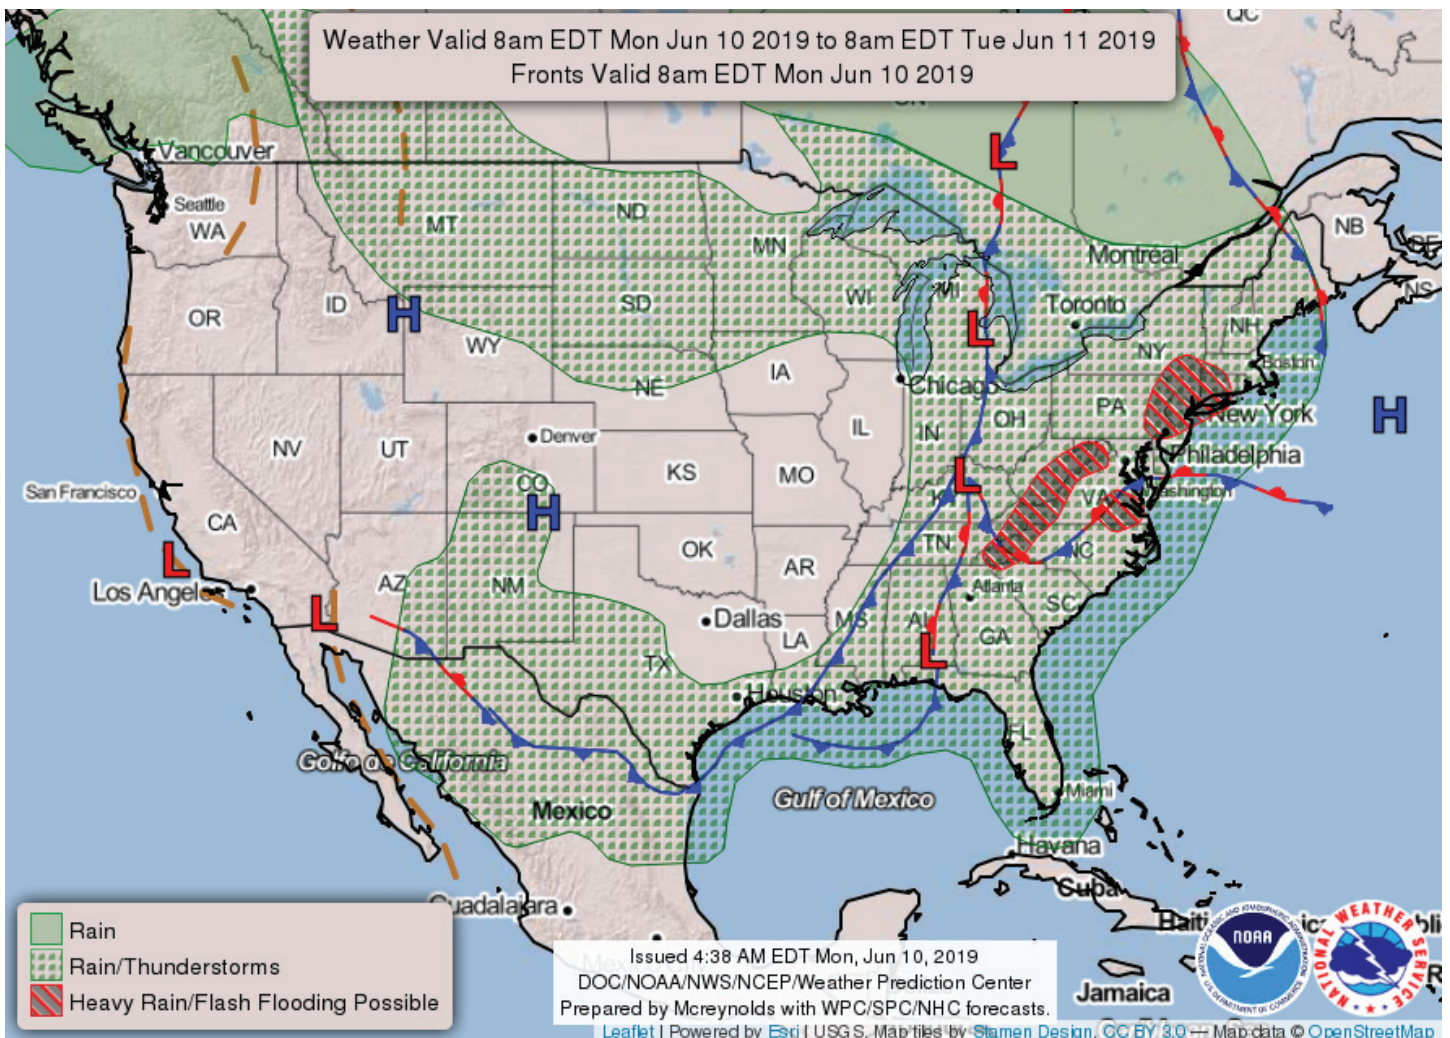 Weather Valid 8am EDT Mon Jun 10 2019 to 8am EDT Tue Jun 11 2019
Fronts Valid 8am EDT Mon Jun 10 2019
QC
ON
Vancouver
Seattle
WA
MT
ND
MN
NB
Montréal
OR
ID
H
SD
WI
MI
Toronto
NS
L
WY
NE
IA
NY
NH
Boston
Chicago
PA
New York
H
NV
UT
Denver
KS
MO
IL
IN
OH
Philadelphia
San Francisco
CA
CO
H
L
VA
Washington
L
Los Angeles
AZ
NM
OK
AR
TN
NC
Atlanta
L
Dallas
LA
MS
AL
GA
SC
L
TX
Houston
FL
Golfo de California
Mexico
Gulf of Mexico
Miami
Havana
Cuba
Guadalajara
Jamaica
Rain
Rain/Thunderstorms
Heavy Rain/Flash Flooding Possible
Issued 4:38 AM EDT Mon, Jun 10, 2019
DOC/NOAA/NWS/NCEP/Weather Prediction Center
Prepared by Mcreynolds with WPC/SPC/NHC forecasts.
Leaflet | Powered by Esri | USGS, Map tiles by Stamen Design, CC BY 3.0 — Map data © OpenStreetMap
NOAA
NATIONAL WEATHER SERVICE